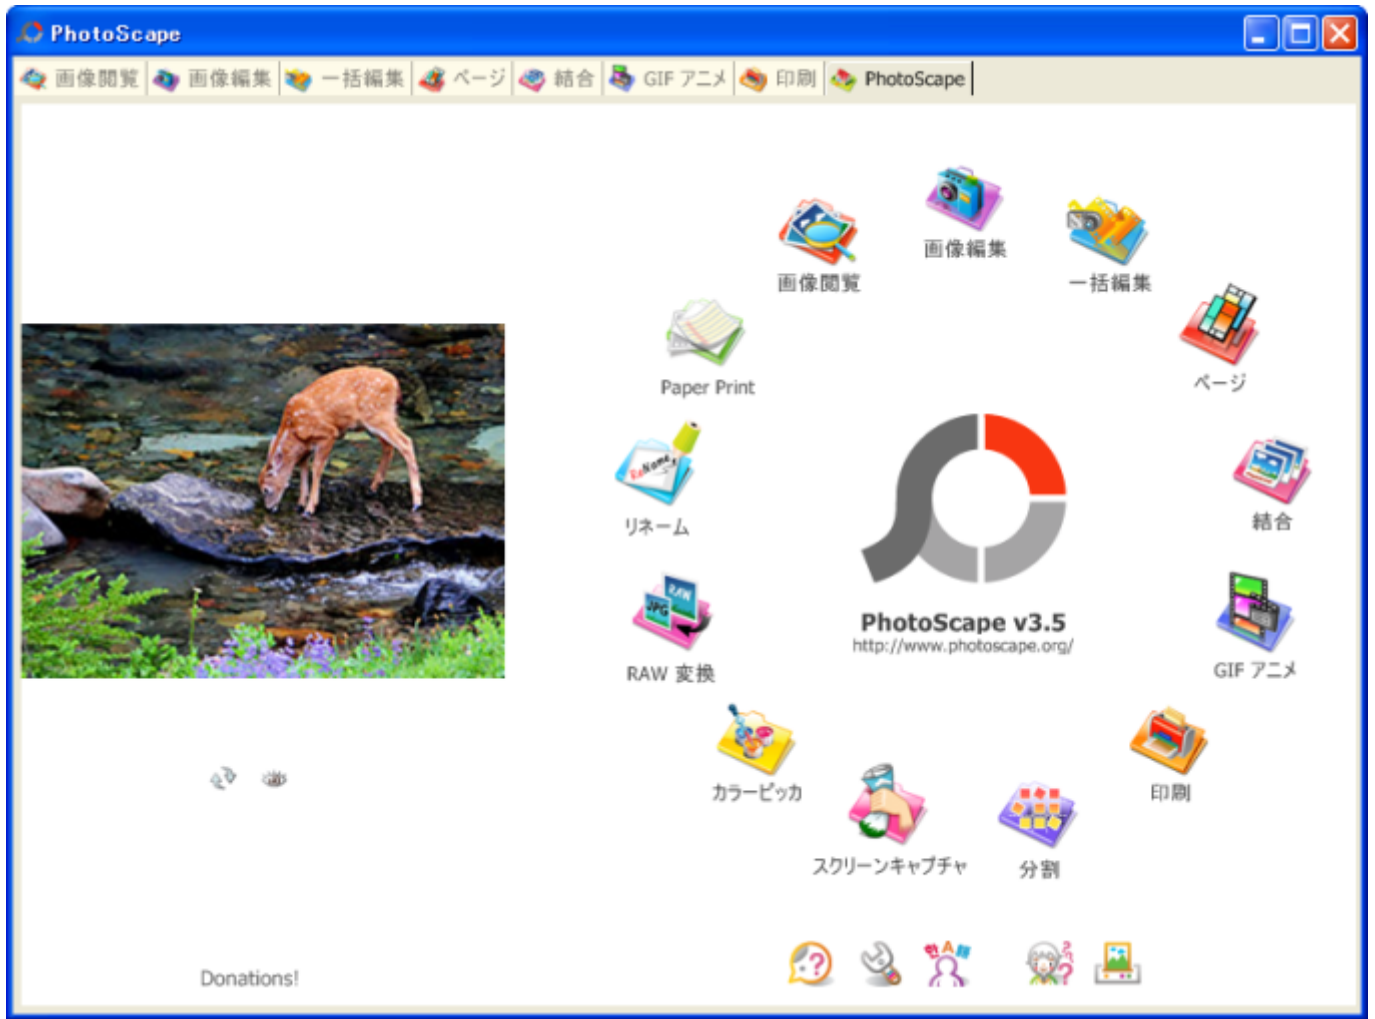 PhotoScape
画像閲覧 画像編集 一括編集 ページ 結合 GIF アニメ 印刷 PhotoScape
画像編集
画像閲覧
一括編集
ページ
Paper Print
ReName
リネーム
結合
RAW
JPG
RAW 変換
PhotoScape v3.5
http://www.photoscape.org/
GIF アニメ
カラーピッカ
印刷
スクリーンキャプチャ
分割
Donations!